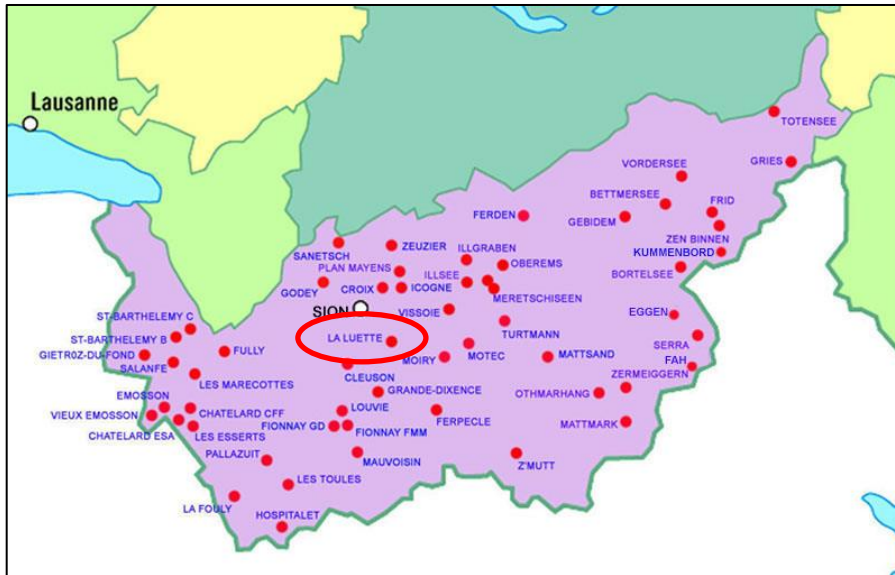 Lausanne
TOTENSEE
VORDERSEE
GRIES
BETTMERSEE
FRID
FERDEN
GEBIDEM
ZEN BINNEN
SANETSCH
ZEUZIER
ILLGRABEN
KUMMENBORD
PLAN MAYENS
OBEREMS
BORTELSEE
ILLSEE
GODEY
CROIX
ICOGNE
MERETSCHISEEN
SION
VISSOIE
EGGEN
ST-BARTHELEMY C
TURTMANN
ST-BARTHELEMY B
LA LUETTE
SERRA
GIETR0Z-DU-FOND
FULLY
MOIRY
MOTEC
MATTSAND
FAH
SALANFE
CLEUSON
ZERMEIGGERN
LES MARECOTTES
GRANDE-DIXENCE
OTHMARHANG
EMOSSON
VIEUX EMOSSON
CHATELARD CFF
LOUVIE
FERPECLE
CHATELARD ESA
LES ESSERTS
FIONNAY GD
FIONNAY FMM
MATTMARK
PALLAZUIT
MAUVOISIN
Z'MUTT
LES TOULES
LA FOULY
HOSPITALET